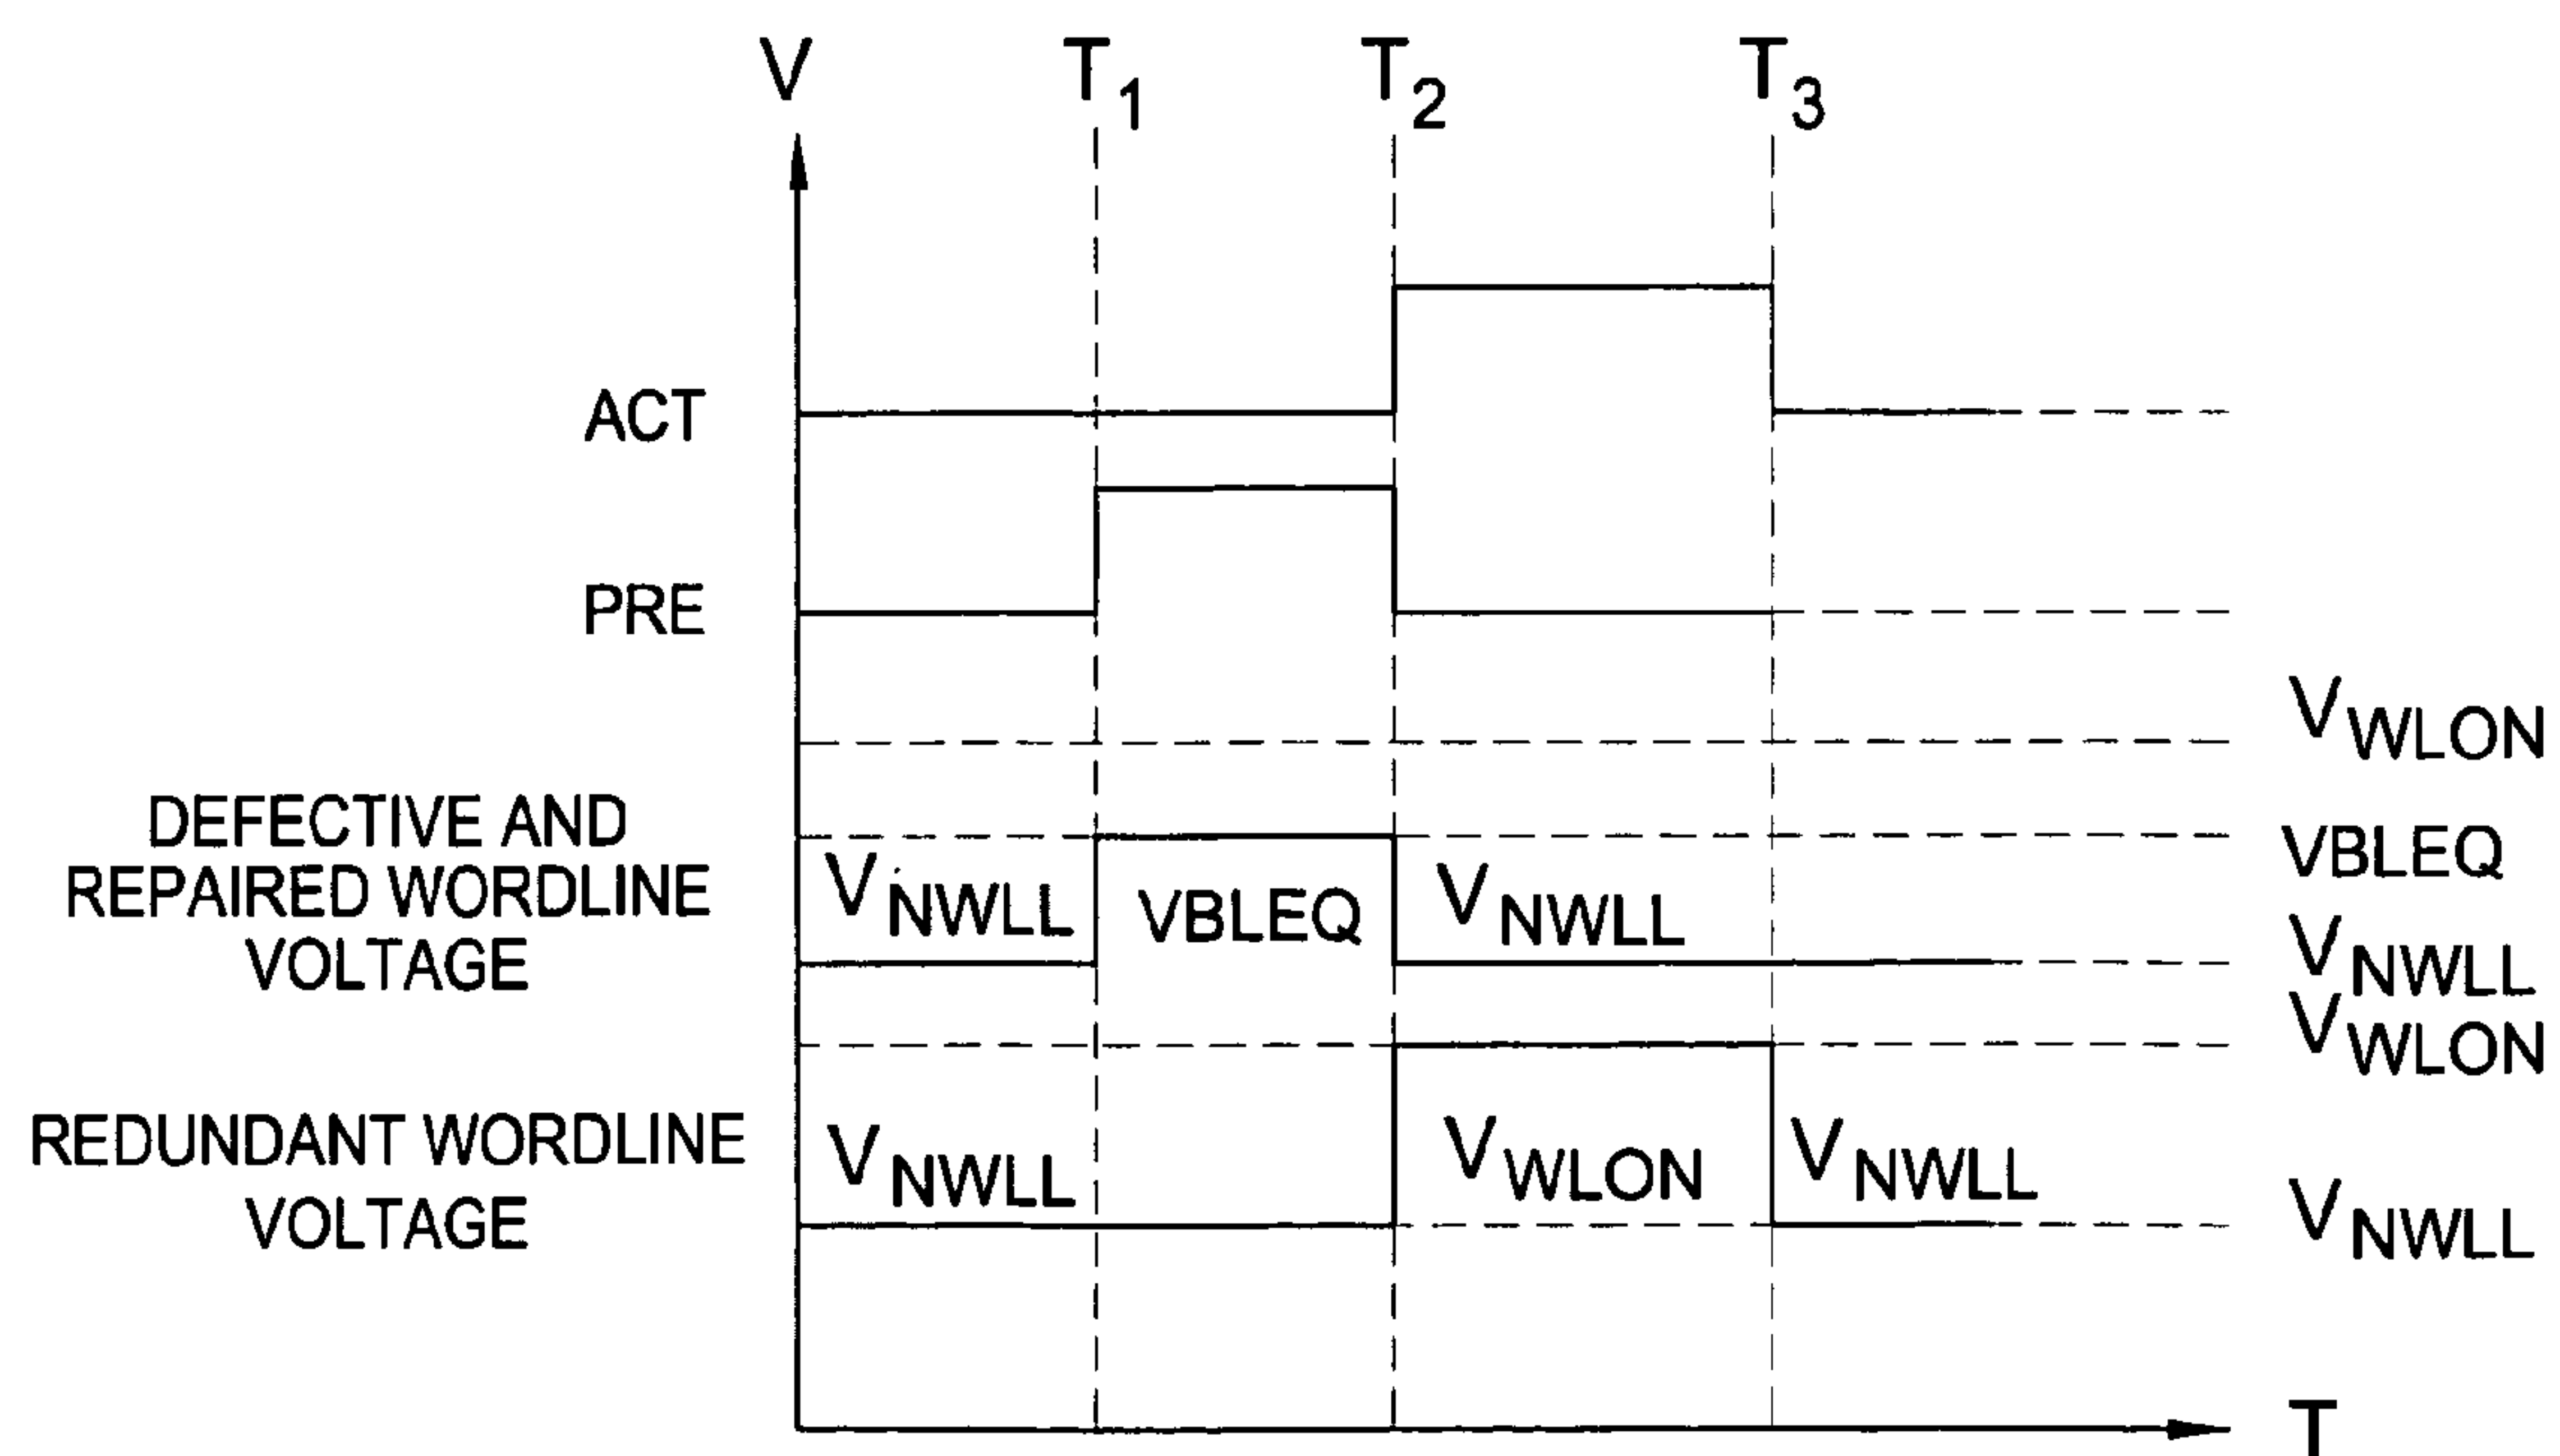 V T1 T2 T3
ACT
PRE
VWLON
DEFECTIVE AND
REPAIRED WORDLINE
VOLTAGE
VNWLL VBLEQ VNWLL
VBLEQ
VNWLL
VWLON
REDUNDANT WORDLINE
VOLTAGE
VNWLL VWLON VNWLL
VNWLL
T